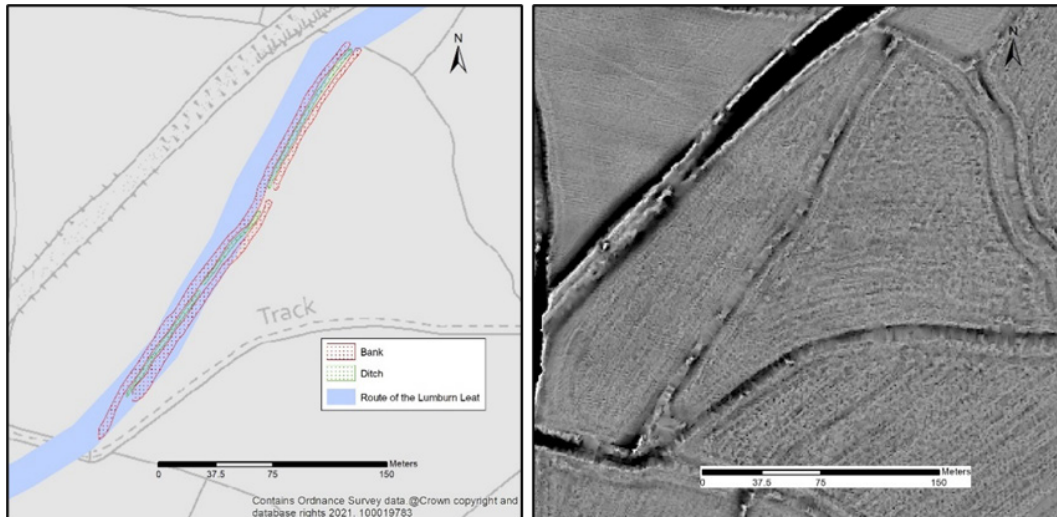 N
Track
Bank
Ditch
Route of the Lumburn Leat
Meters
0 37.5 75 150
Contains Ordnance Survey data @Crown copyright and
database rights 2021. 100019783
N
Meters
0 37.5 75 150